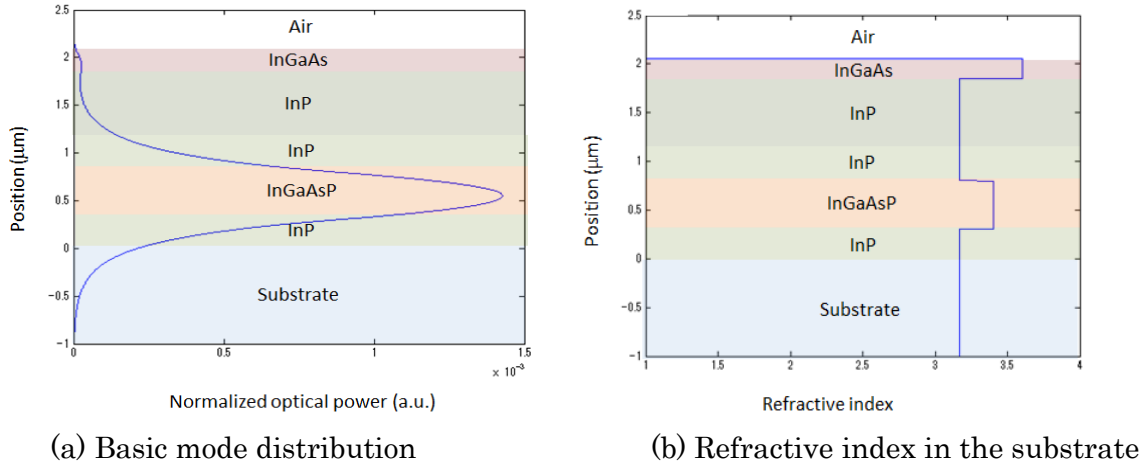 2.5
2
1.5
1
0.5
0
−0.5
−1
Position (μm)
Air
InGaAs
InP
InP
InGaAsP
InP
Substrate
0 0.5 1 1.5
× 10⁻³
Normalized optical power (a.u.)
(a) Basic mode distribution
2.5
2
1.5
1
0.5
0
−0.5
−1
Position (μm)
Air
InGaAs
InP
InP
InGaAsP
InP
Substrate
1 1.5 2 2.5 3 3.5 4
Refractive index
(b) Refractive index in the substrate